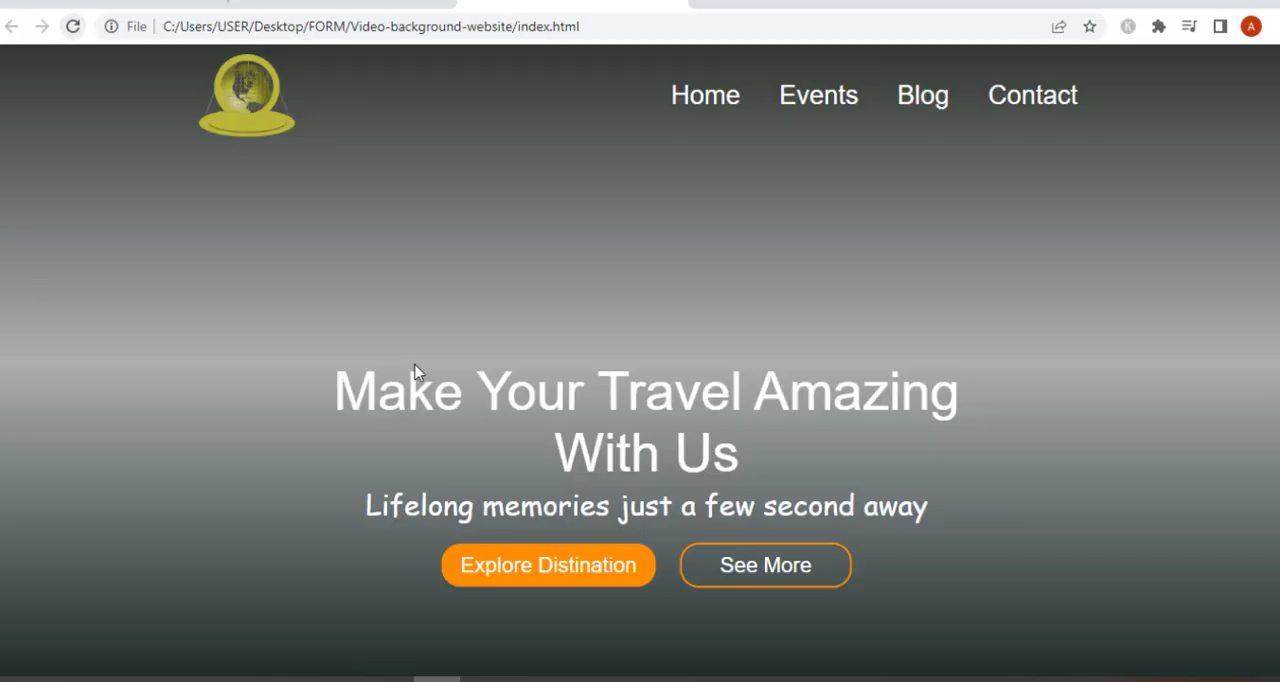 File
C:/Users/USER/Desktop/FORM/Video-background-website/index.html
K
A
Home Events Blog Contact
Make Your Travel Amazing
With Us
Lifelong memories just a few second away
Explore Distination See More